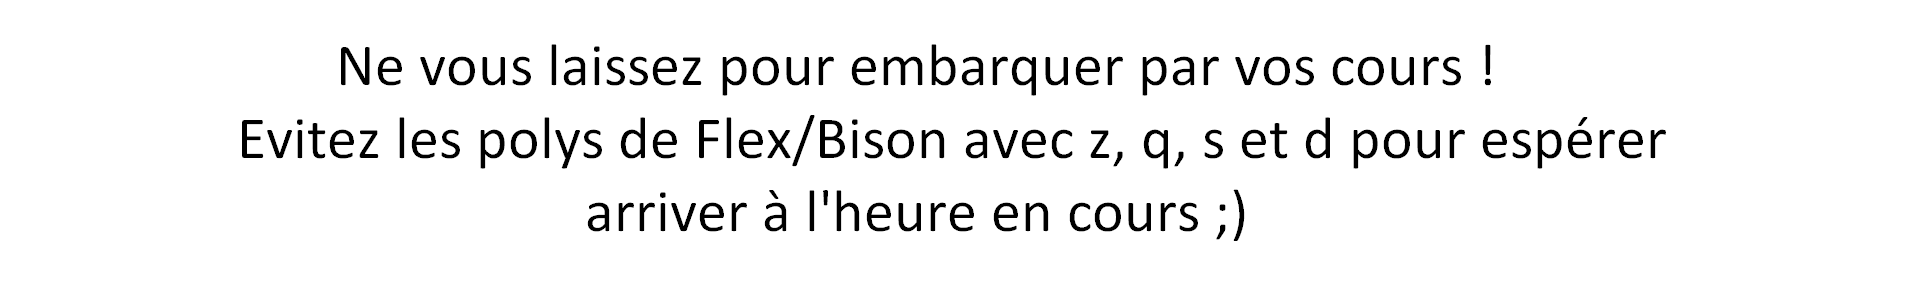 Ne vous laissez pour embarquer par vos cours !
Evitez les polys de Flex/Bison avec z, q, s et d pour espérer
arriver à l'heure en cours ;)